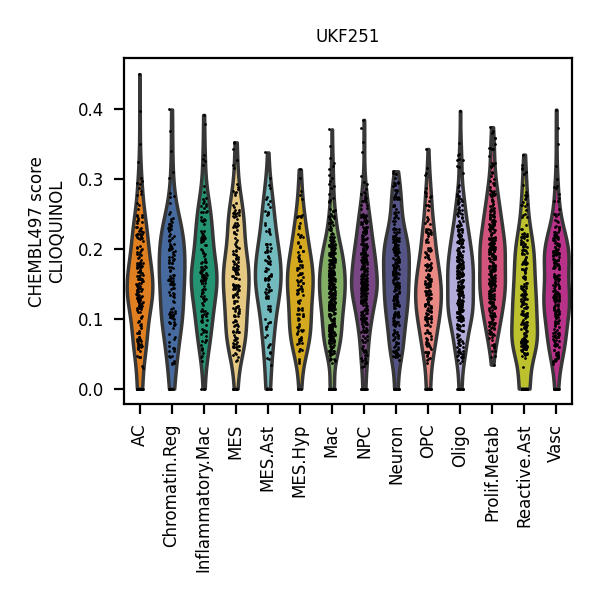 UKF251
CHEMBL497 score
CLIOQUINOL
0.4
0.3
0.2
0.1
0.0
AC
Chromatin.Reg
Inflammatory.Mac
MES
MES.Ast
MES.Hyp
Mac
NPC
Neuron
OPC
Oligo
Prolif.Metab
Reactive.Ast
Vasc